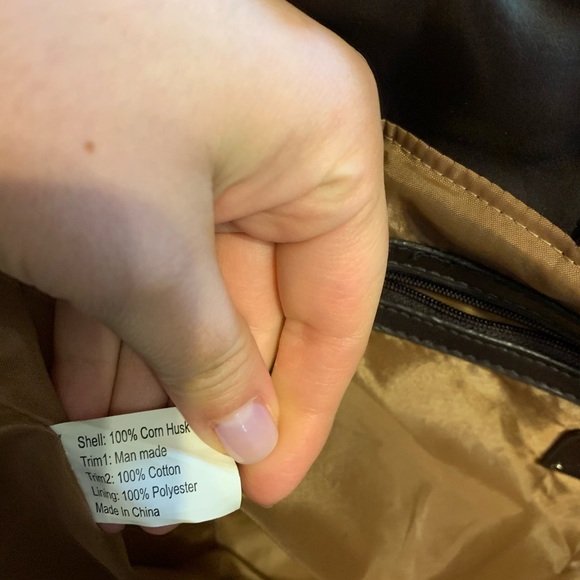 Shell: 100% Corn Husk
Trim1: Man made
Trim2: 100% Cotton
Lining: 100% Polyester
Made In China